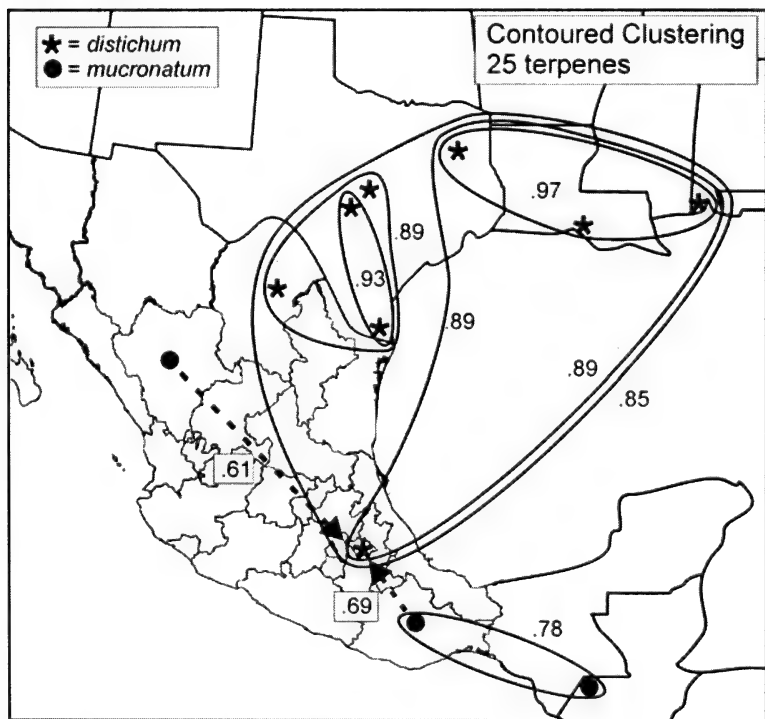 ★ = distichum
● = mucronatum
Contoured Clustering
25 terpenes
.97
.89
.93
.89
.89
.85
.61
.69
.78